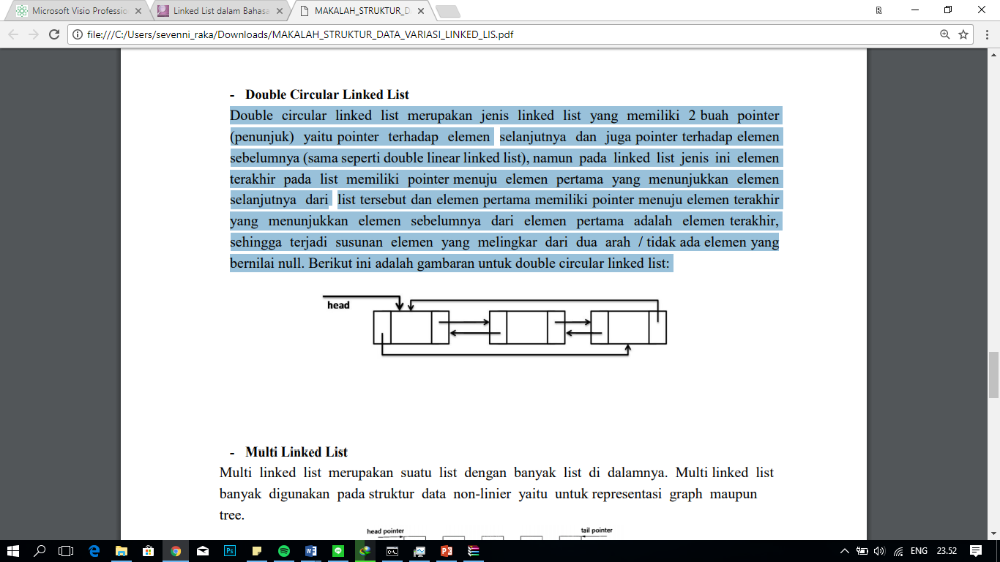 Microsoft Visio Professio
Linked List dalam Bahasa
MAKALAH_STRUKTUR_D
file:///C:/Users/sevenni_raka/Downloads/MAKALAH_STRUKTUR_DATA_VARIASI_LINKED_LIS.pdf
- Double Circular Linked List
Double circular linked list merupakan jenis linked list yang memiliki 2 buah pointer
(penunjuk) yaitu pointer terhadap elemen selanjutnya dan juga pointer terhadap elemen
sebelumnya (sama seperti double linear linked list), namun pada linked list jenis ini elemen
terakhir pada list memiliki pointer menuju elemen pertama yang menunjukkan elemen
selanjutnya dari list tersebut dan elemen pertama memiliki pointer menuju elemen terakhir
yang menunjukkan elemen sebelumnya dari elemen pertama adalah elemen terakhir,
sehingga terjadi susunan elemen yang melingkar dari dua arah / tidak ada elemen yang
bernilai null. Berikut ini adalah gambaran untuk double circular linked list:
head
- Multi Linked List
Multi linked list merupakan suatu list dengan banyak list di dalamnya. Multi linked list
banyak digunakan pada struktur data non-linier yaitu untuk representasi graph maupun
tree.
head pointer
tail pointer
ENG 23.52